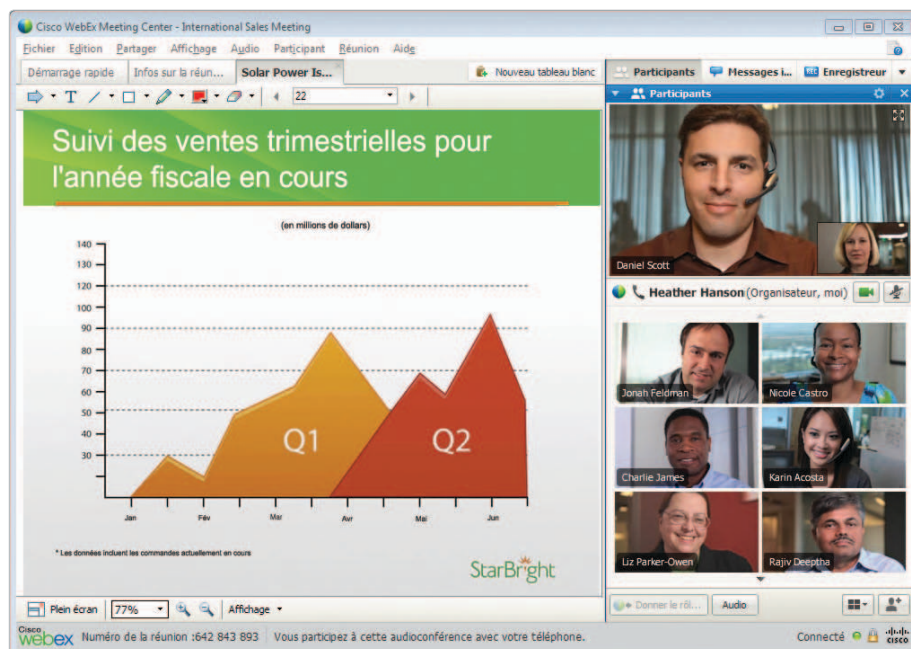 Cisco WebEx Meeting Center - International Sales Meeting
Fichier Edition Partager Affichage Audio Participant Réunion Aide
Démarrage rapide Infos sur la réun... Solar Power Is... Nouveau tableau blanc
Participants Messages i... Enregistreur
T 22
Participants
Suivi des ventes trimestrielles pour
l'année fiscale en cours
(en millions de dollars)
140
130
120
100
90
80
70
60
50
40
30
Q1 Q2
Jan Fév Mar Avr Mai Jun
* Les données incluent les commandes actuellement en cours
StarBright
Daniel Scott
Heather Hanson (Organisateur, moi)
Jonah Feldman Nicole Castro
Charlie James Karin Acosta
Liz Parker-Owen Rajiv Deeptha
Plein écran 77% Affichage
Donner le rôl... Audio
Cisco webex Numéro de la réunion :642 843 893 Vous participez à cette audioconférence avec votre téléphone. Connecté cisco